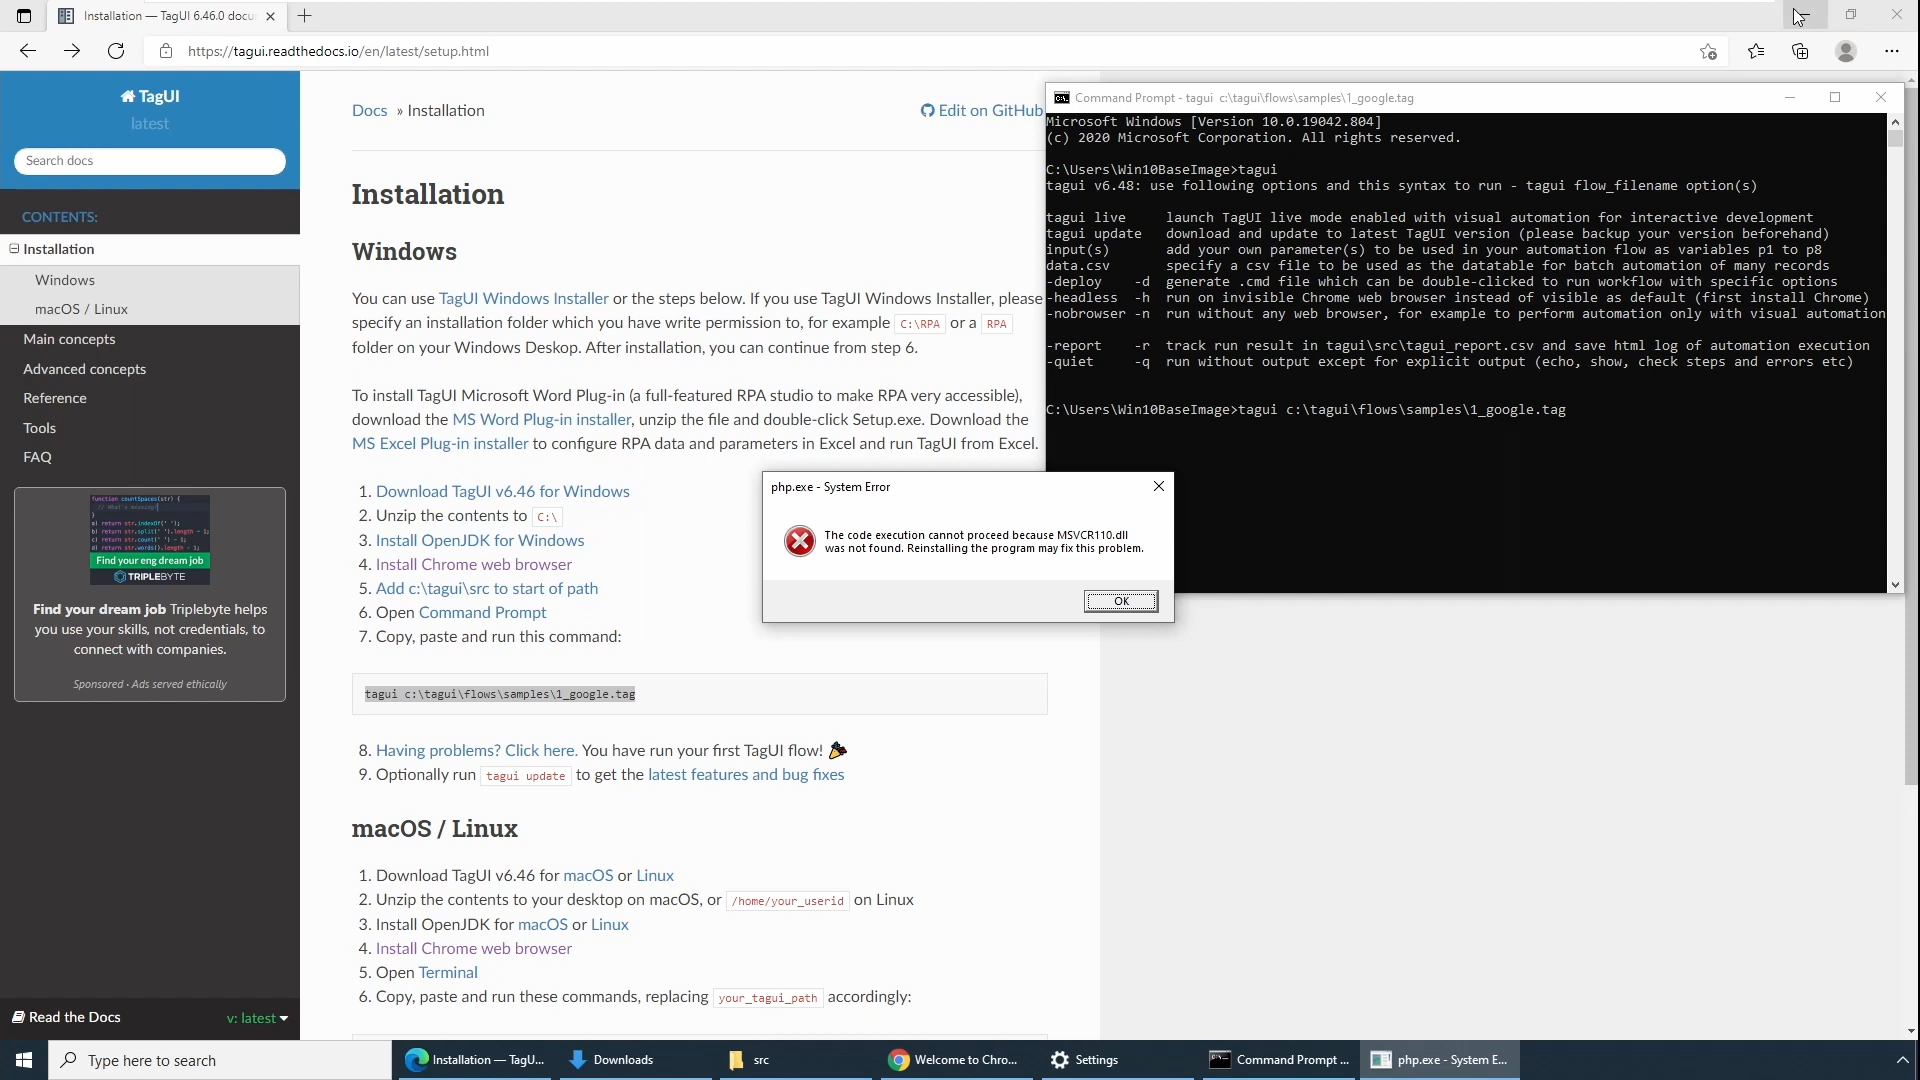 Installation — TagUI 6.46.0 docu
https://tagui.readthedocs.io/en/latest/setup.html
TagUI
latest
Search docs
CONTENTS:
Installation
Windows
macOS / Linux
Main concepts
Advanced concepts
Reference
Tools
FAQ
Find your eng dream job
TRIPLEBYTE
Find your dream job Triplebyte helps
you use your skills, not credentials, to
connect with companies.
Sponsored · Ads served ethically
Read the Docs
v: latest
Docs » Installation
Edit on GitHub
Installation
Windows
You can use TagUI Windows Installer or the steps below. If you use TagUI Windows Installer, please
specify an installation folder which you have write permission to, for example C:\RPA or a RPA
folder on your Windows Deskop. After installation, you can continue from step 6.
To install TagUI Microsoft Word Plug-in (a full-featured RPA studio to make RPA very accessible),
download the MS Word Plug-in installer, unzip the file and double-click Setup.exe. Download the
MS Excel Plug-in installer to configure RPA data and parameters in Excel and run TagUI from Excel.
1. Download TagUI v6.46 for Windows
2. Unzip the contents to C:\
3. Install OpenJDK for Windows
4. Install Chrome web browser
5. Add c:\tagui\src to start of path
6. Open Command Prompt
7. Copy, paste and run this command:
tagui c:\tagui\flows\samples\1_google.tag
8. Having problems? Click here. You have run your first TagUI flow! 🎉
9. Optionally run tagui update to get the latest features and bug fixes
macOS / Linux
1. Download TagUI v6.46 for macOS or Linux
2. Unzip the contents to your desktop on macOS, or /home/your_userid on Linux
3. Install OpenJDK for macOS or Linux
4. Install Chrome web browser
5. Open Terminal
6. Copy, paste and run these commands, replacing your_tagui_path accordingly:
Command Prompt - tagui c:\tagui\flows\samples\1_google.tag
Microsoft Windows [Version 10.0.19042.804]
(c) 2020 Microsoft Corporation. All rights reserved.
C:\Users\Win10BaseImage>tagui
tagui v6.48: use following options and this syntax to run - tagui flow_filename option(s)
tagui live launch TagUI live mode enabled with visual automation for interactive development
tagui update download and update to latest TagUI version (please backup your version beforehand)
input(s) add your own parameter(s) to be used in your automation flow as variables p1 to p8
data.csv specify a csv file to be used as the datatable for batch automation of many records
-deploy -d generate .cmd file which can be double-clicked to run workflow with specific options
-headless -h run on invisible Chrome web browser instead of visible as default (first install Chrome)
-nobrowser -n run without any web browser, for example to perform automation only with visual automation
-report -r track run result in tagui\src\tagui_report.csv and save html log of automation execution
-quiet -q run without output except for explicit output (echo, show, check steps and errors etc)
C:\Users\Win10BaseImage>tagui c:\tagui\flows\samples\1_google.tag
php.exe - System Error
The code execution cannot proceed because MSVCR110.dll
was not found. Reinstalling the program may fix this problem.
OK
Type here to search
Installation — TagU...
Downloads
src
Welcome to Chro...
Settings
Command Prompt ...
php.exe - System E...